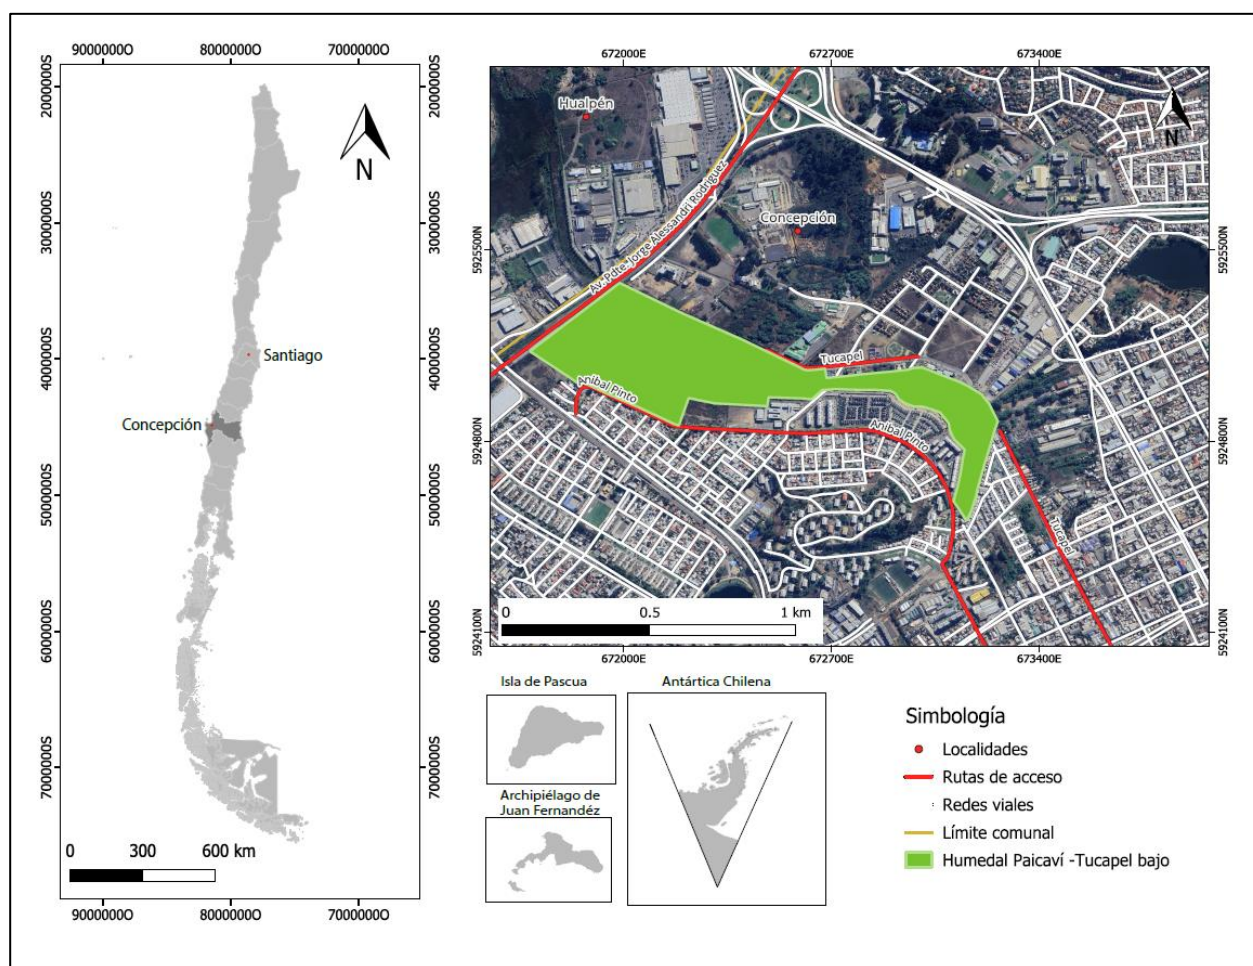 9000000O 8000000O 7000000O
2000000S
3000000S
4000000S
5000000S
6000000S
7000000S
N
Santiago
Concepción
0 300 600 km
9000000O 8000000O 7000000O
2000000S
3000000S
4000000S
5000000S
6000000S
7000000S
672000E 672700E 673400E
5925500N
5924800N
5924100N
Hualpén
N
Av. Pdte. Jorge Alessandri Rodriguez
Concepción
Tucapel
Anibal Pinto
Anibal Pinto
Tucapel
0 0.5 1 km
5925500N
5924800N
5924100N
672000E 672700E 673400E
Isla de Pascua
Archipiélago de
Juan Fernandéz
Antártica Chilena
Simbología
Localidades
Rutas de acceso
Redes viales
Límite comunal
Humedal Paicaví -Tucapel bajo